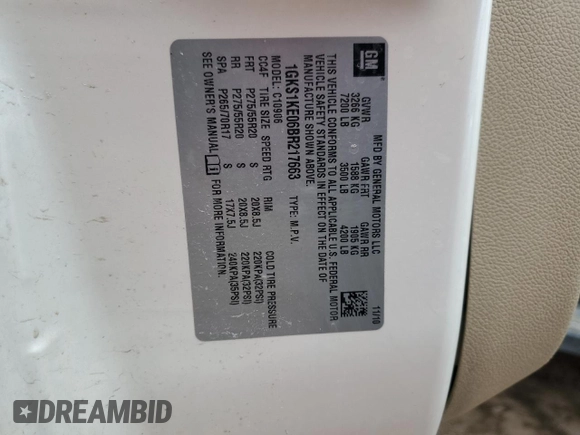 GM
MFD BY GENERAL MOTORS LLC
11/10
GVWR GAWR FRT GAWR RR
3266 KG 1588 KG 1905 KG
7200 LB 3500 LB 4200 LB
THIS VEHICLE CONFORMS TO ALL APPLICABLE U.S. FEDERAL MOTOR
VEHICLE SAFETY STANDARDS IN EFFECT ON THE DATE OF
MANUFACTURE SHOWN ABOVE.
1GKS1KE06BR217663 TYPE: M.P.V.
MODEL: C10906
CC4F TIRE SIZE SPEED RTG RIM COLD TIRE PRESSURE
FRT P275/55R20 S 20X8.5J 220KPA(32PSI)
RR P275/55R20 S 20X8.5J 220KPA(32PSI)
SPA P265/70R17 S 17X7.5J 240KPA(35PSI)
SEE OWNER'S MANUAL FOR MORE INFORMATION.
DREAMBID